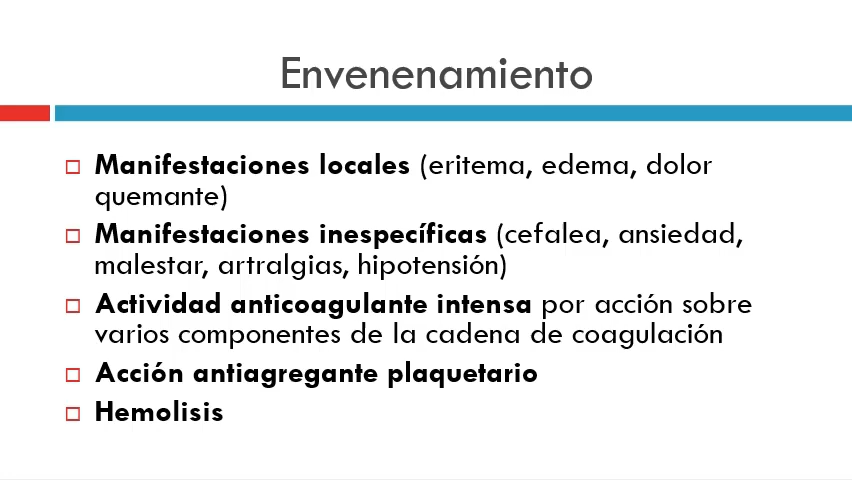 Envenenamiento
Manifestaciones locales (eritema, edema, dolor
quemante)
Manifestaciones inespecíficas (cefalea, ansiedad,
malestar, artralgias, hipotensión)
Actividad anticoagulante intensa por acción sobre
varios componentes de la cadena de coagulación
Acción antiagregante plaquetario
Hemolisis